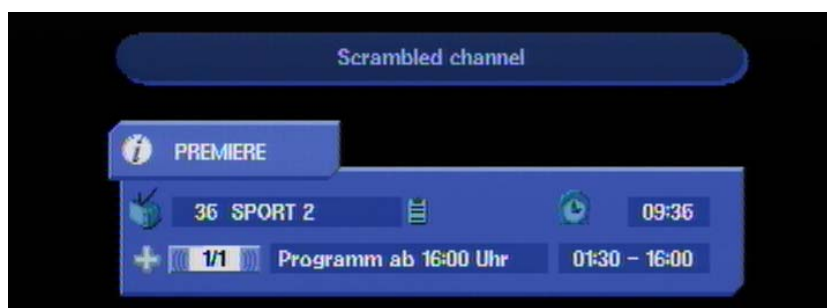 Scrambled channel
PREMIERE
36 SPORT 2 09:36
1/1 Programm ab 16:00 Uhr 01:30 - 16:00